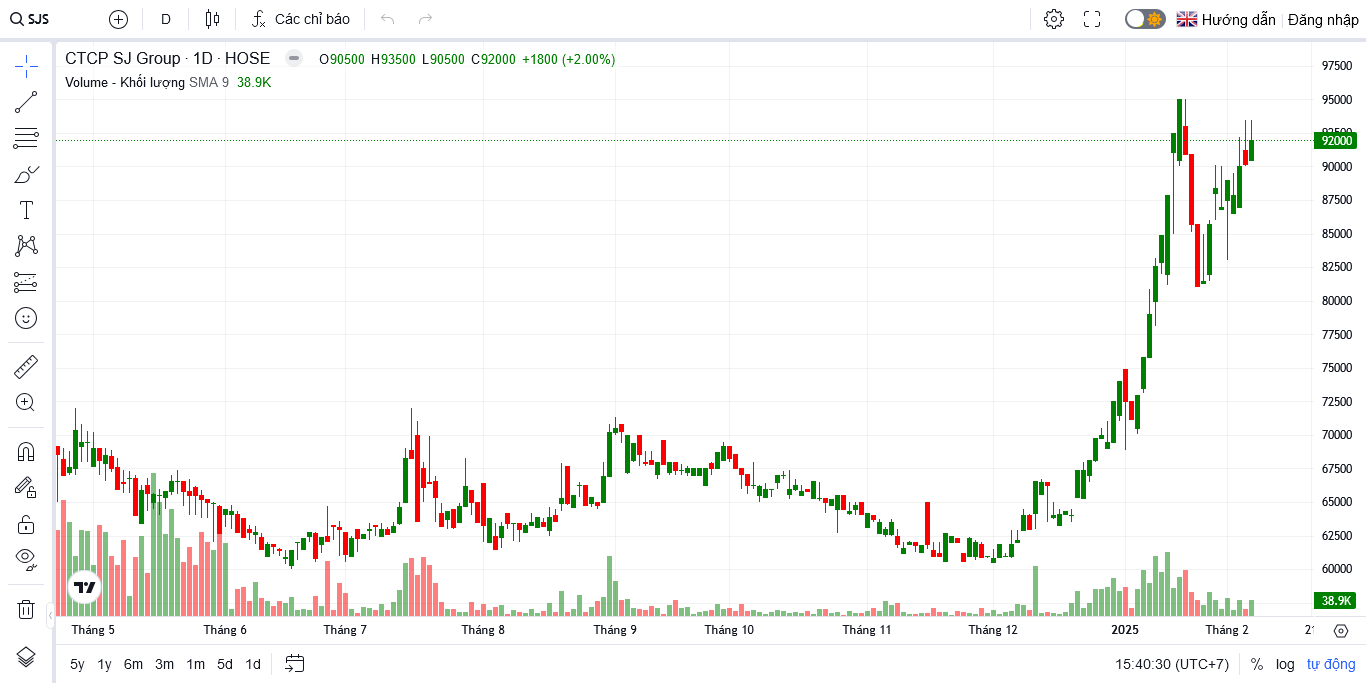 SJS D Các chỉ báo Hướng dẫn Đăng nhập
CTCP SJ Group · 1D · HOSE O90500 H93500 L90500 C92000 +1800 (+2.00%)
Volume - Khối lượng SMA 9 38.9K
97500
95000
92500
92000
90000
87500
85000
82500
80000
77500
75000
72500
70000
67500
65000
62500
60000
38.9K
Tháng 5 Tháng 6 Tháng 7 Tháng 8 Tháng 9 Tháng 10 Tháng 11 Tháng 12 2025 Tháng 2 21
5y 1y 6m 3m 1m 5d 1d 15:40:30 (UTC+7) % log tự động